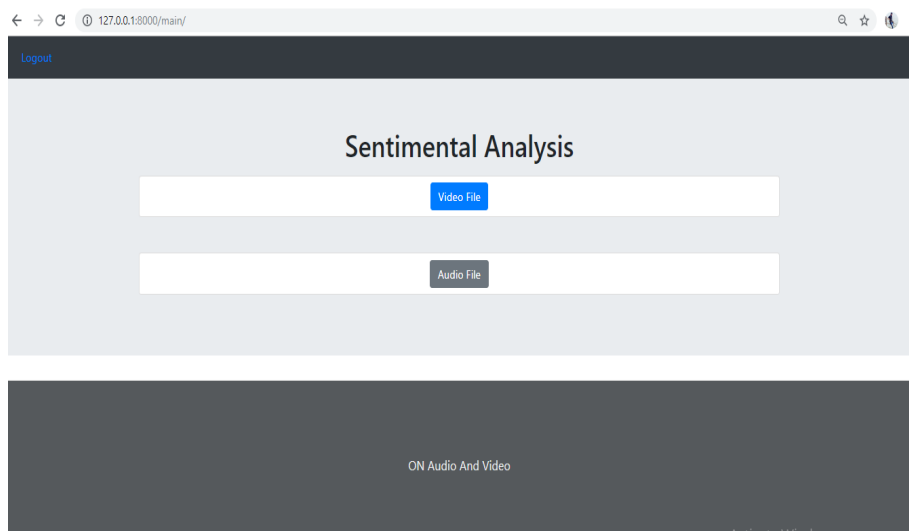 127.0.0.1:8000/main/
Logout
Sentimental Analysis
Video File
Audio File
ON Audio And Video